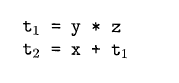 t₁ = y * z
t₂ = x + t₁